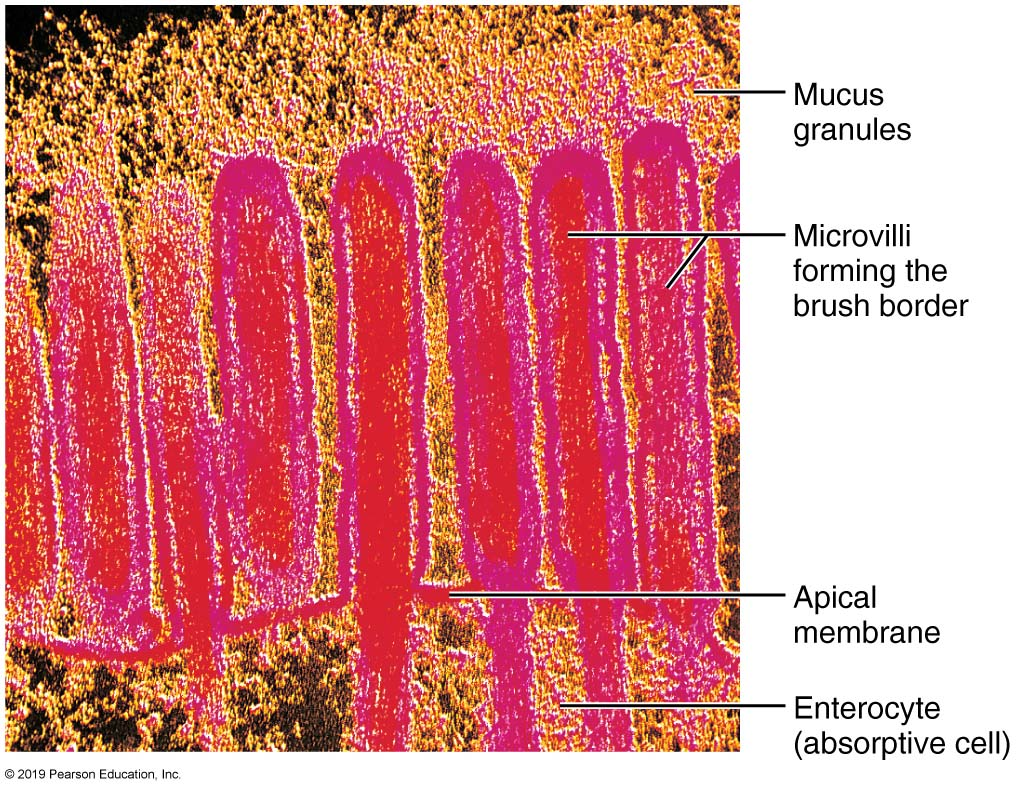 Mucus
granules
Microvilli
forming the
brush border
Apical
membrane
Enterocyte
(absorptive cell)
© 2019 Pearson Education, Inc.